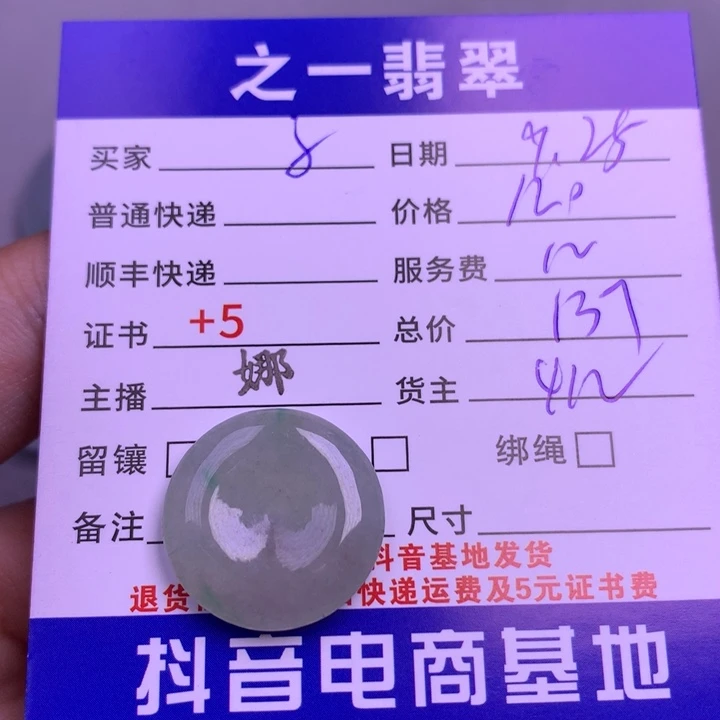 之一翡翠
买家 8 日期 9.25
普通快递 价格 120
顺丰快递 服务费 12
证书 +5 总价 137
主播 娜 货主 412
留镶 绑绳
备注 尺寸
抖音基地发货
退货 快递运费及5元证书费
抖音电商基地